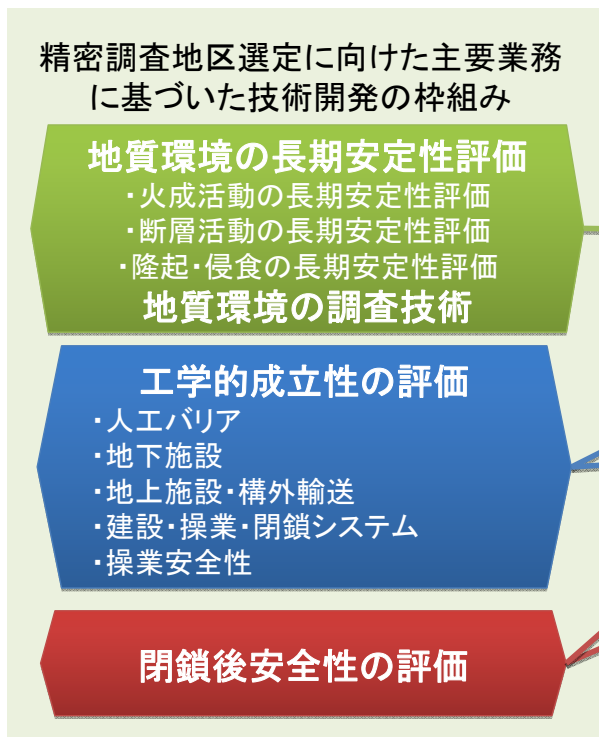 精密調査地区選定に向けた主要業務
に基づいた技術開発の枠組み
地質環境の長期安定性評価
・火成活動の長期安定性評価
・断層活動の長期安定性評価
・隆起・侵食の長期安定性評価
地質環境の調査技術
工学的成立性の評価
・人工バリア
・地下施設
・地上施設・構外輸送
・建設・操業・閉鎖システム
・操業安全性
閉鎖後安全性の評価